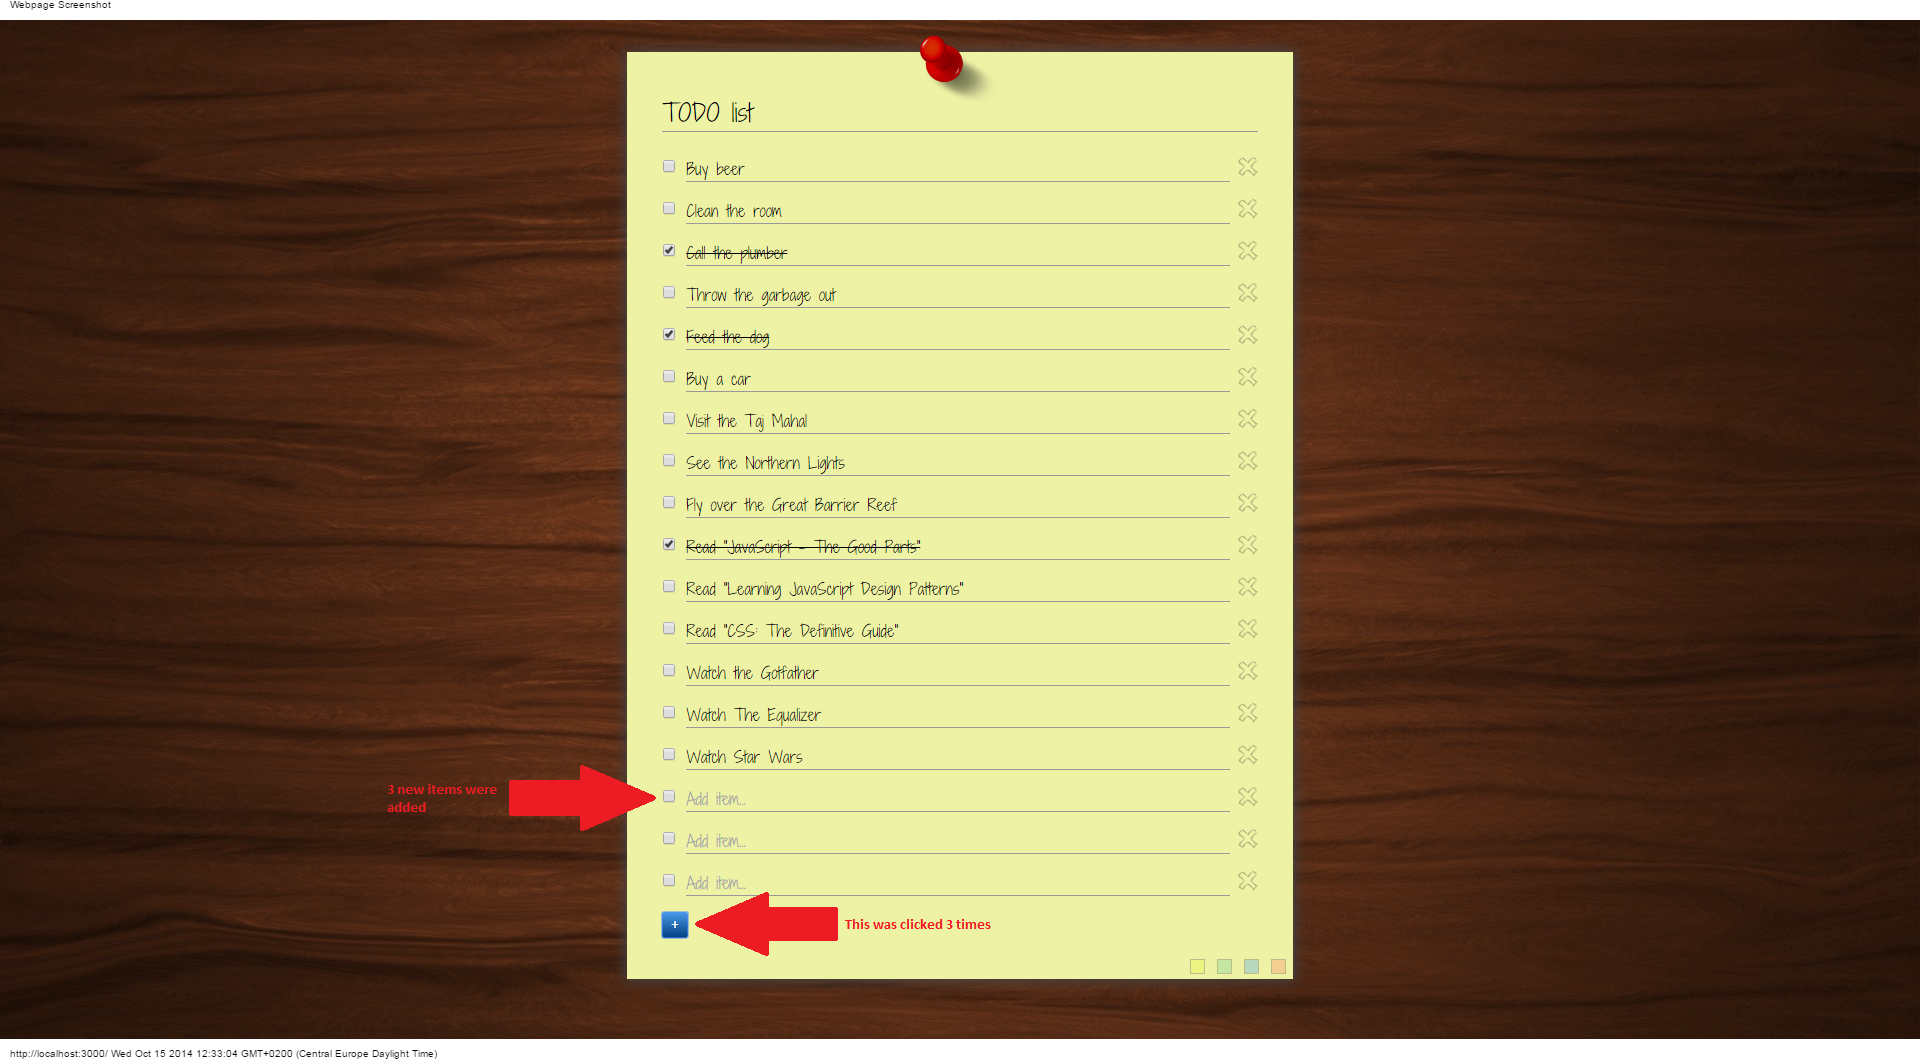 Webpage Screenshot
TODO list
Buy beer
Clean the room
Call the plumber
Throw the garbage out
Feed the dog
Buy a car
Visit the Taj Mahal
See the Northern Lights
Fly over the Great Barrier Reef
Read "JavaScript - The Good Parts"
Read "Learning JavaScript Design Patterns"
Read "CSS: The Definitive Guide"
Watch the Gotfather
Watch The Equalizer
Watch Star Wars
3 new items were
added
Add item...
Add item...
Add item...
+
This was clicked 3 times
http://localhost:3000/ Wed Oct 15 2014 12:33:04 GMT+0200 (Central Europe Daylight Time)